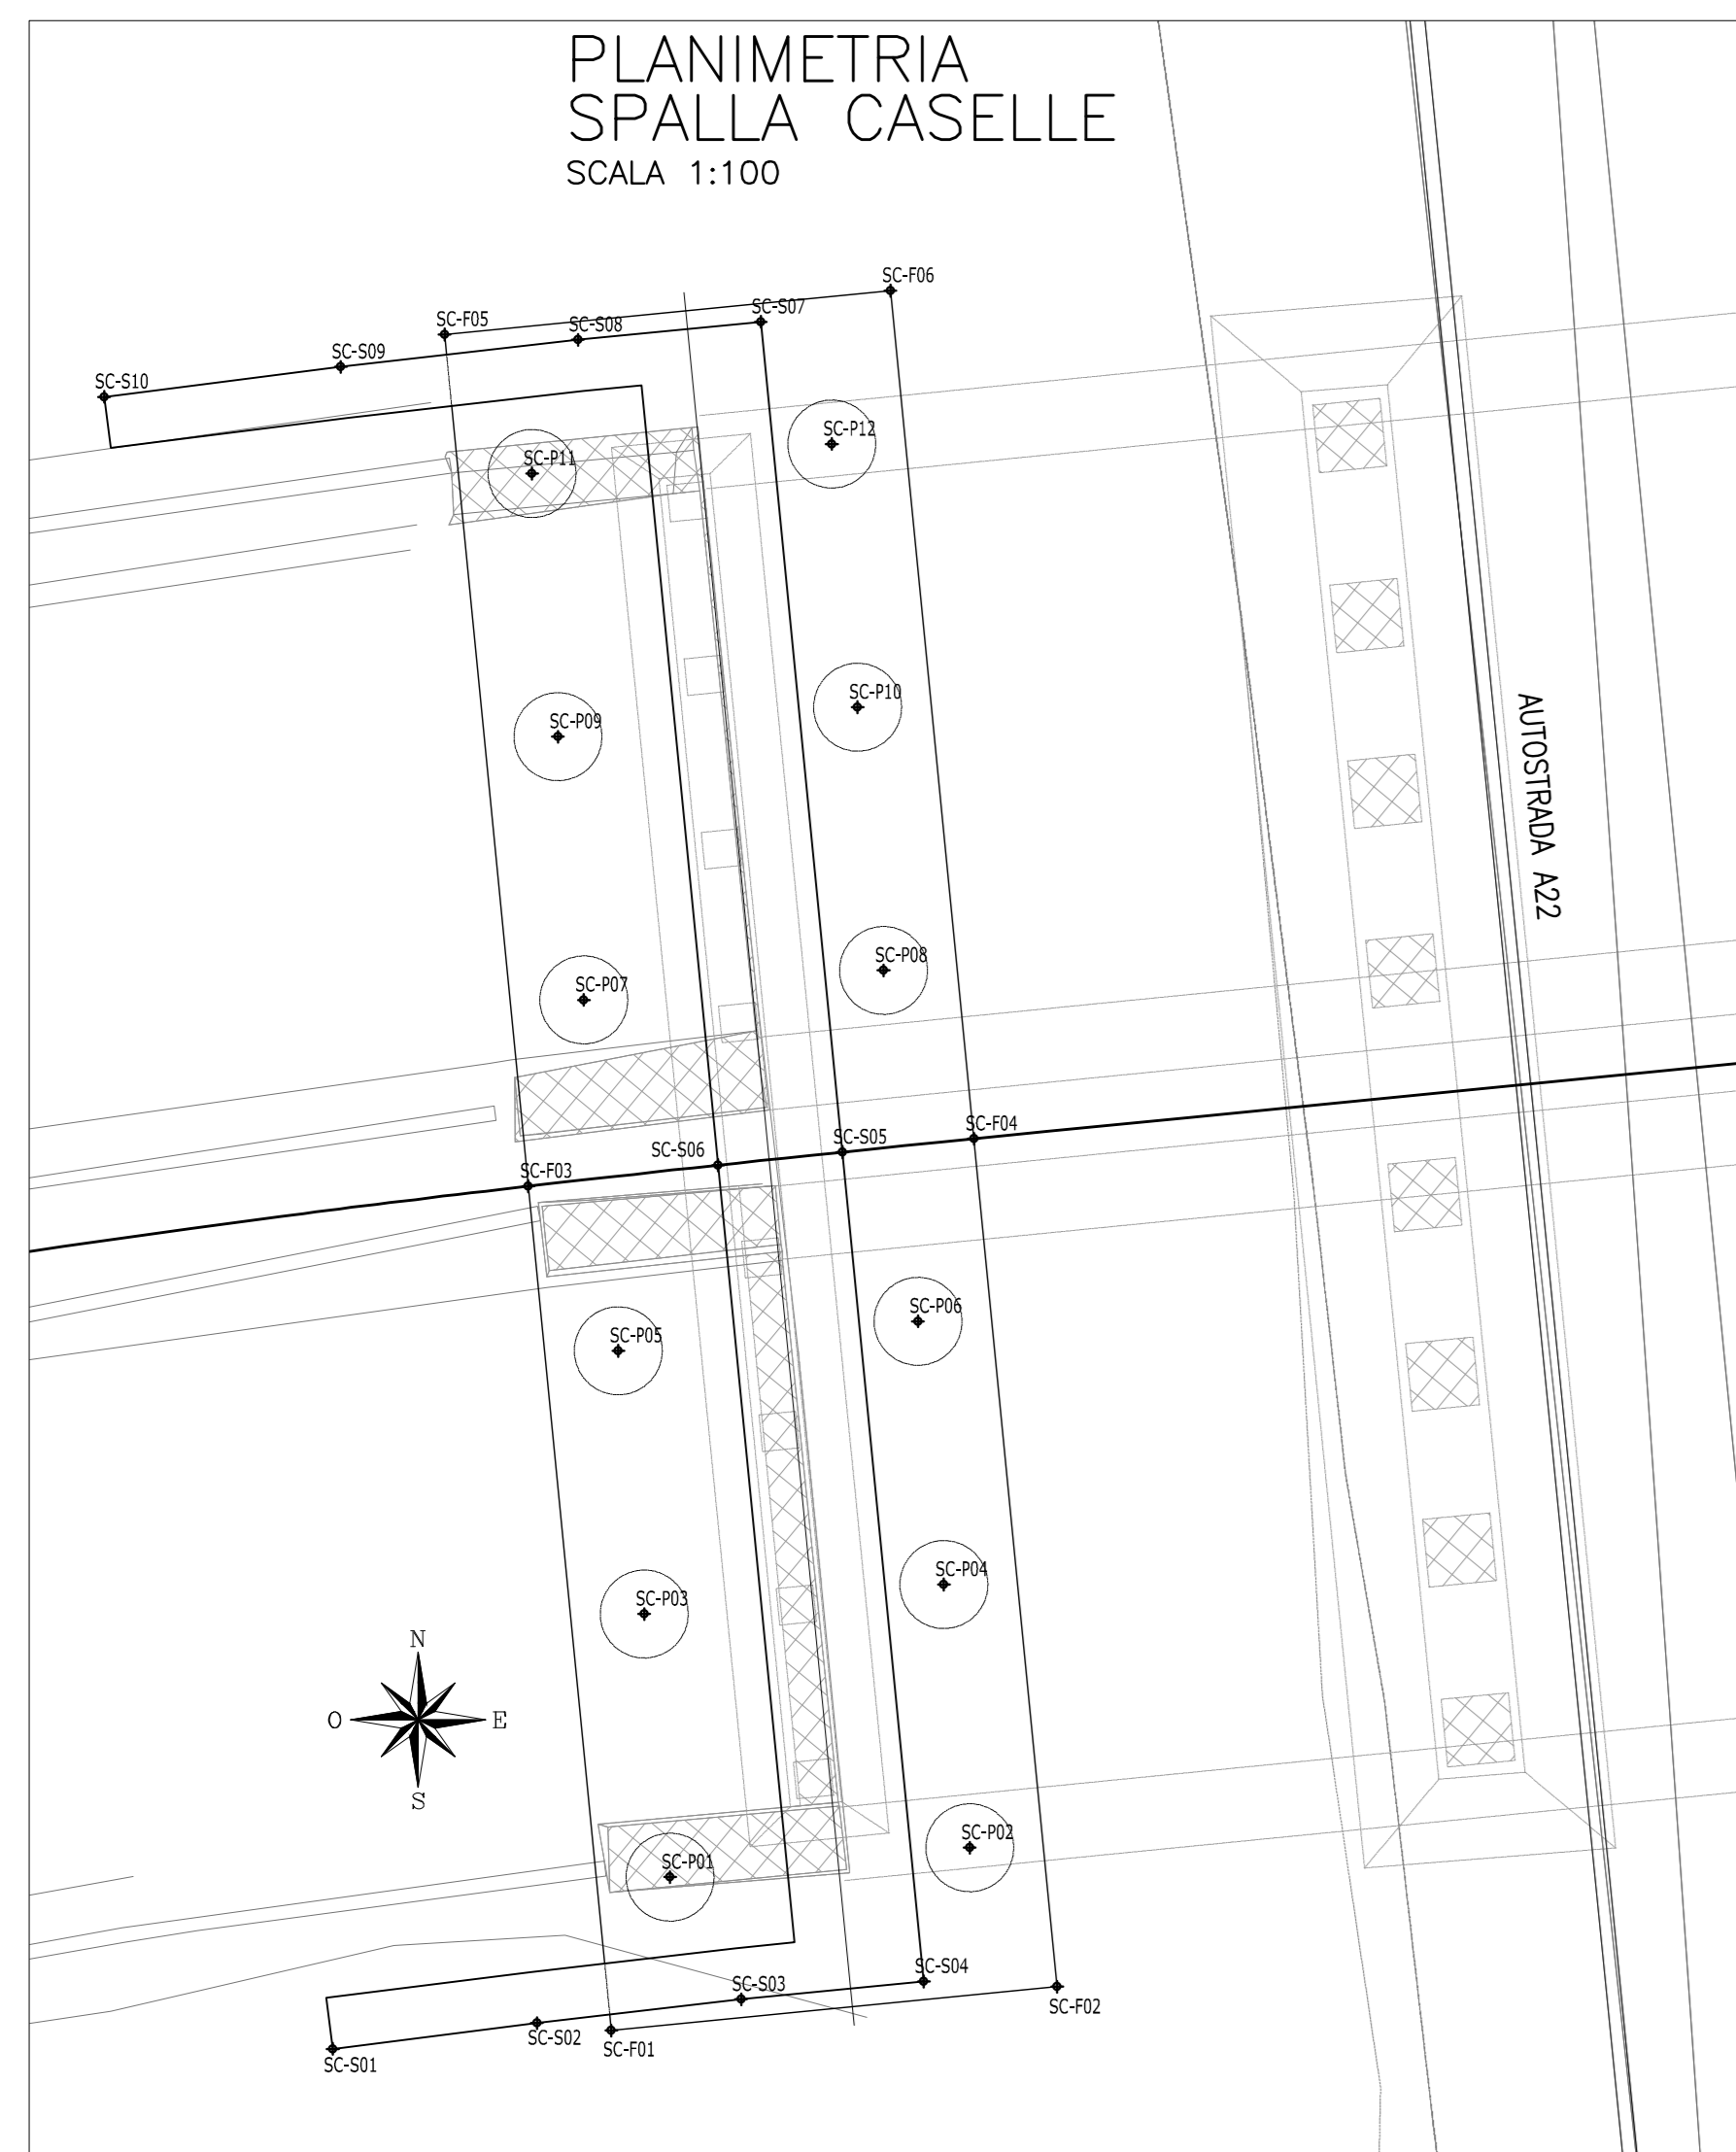 PLANIMETRIA
SPALLA CASELLE
SCALA 1:100
SC-F06
SC-S07
SC-F05
SC-S08
SC-S09
SC-S10
SC-P12
SC-P11
SC-P10
SC-P09
AUTOSTRADA A22
SC-P08
SC-P07
SC-F04
SC-S05
SC-S06
SC-F03
SC-P06
SC-P05
SC-P04
SC-P03
N
O
E
S
SC-P02
SC-P01
SC-S04
SC-S03
SC-F02
SC-S02
SC-F01
SC-S01